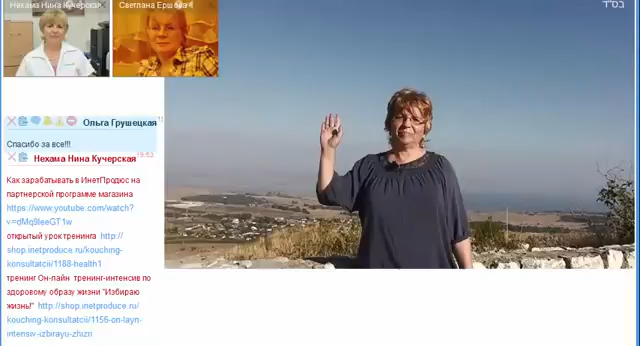 Нехама Нина Кучерская
Светлана Ершова
בס"ד
Ольга Грушецкая
Спасибо за все!!!
Нехама Нина Кучерская
Как зарабатывать в ИнетПродюс на
партнерской программе магазина
https://www.youtube.com/watch?
v=dMq9leeGT1w
открытый урок тренинга http://
shop.inetproduce.ru/kouching-
konsultatcii/1188-health1
тренинг Он-лайн тренинг-интенсив по
здоровому образу жизни "Избираю
жизнь!" http://shop.inetproduce.ru/
kouching-konsultatcii/1156-on-layn-
intensiv-izbirayu-zhizn